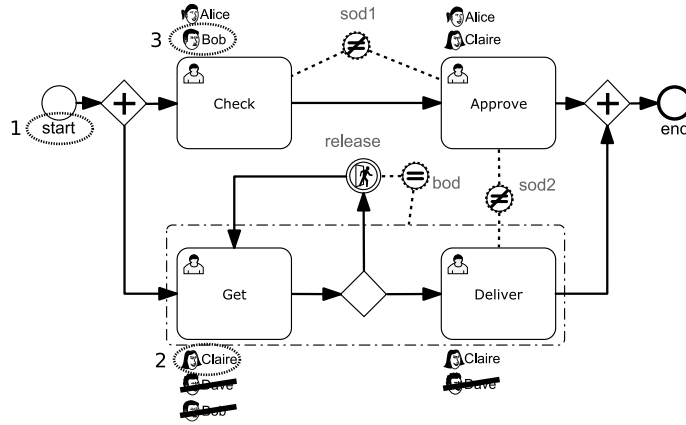 Alice
Alice
3 Bob
sod1
Claire
Check
Approve
1 start
end
release
bod
sod2
Get
Deliver
2 Claire
Claire
Dave
Dave
Bob